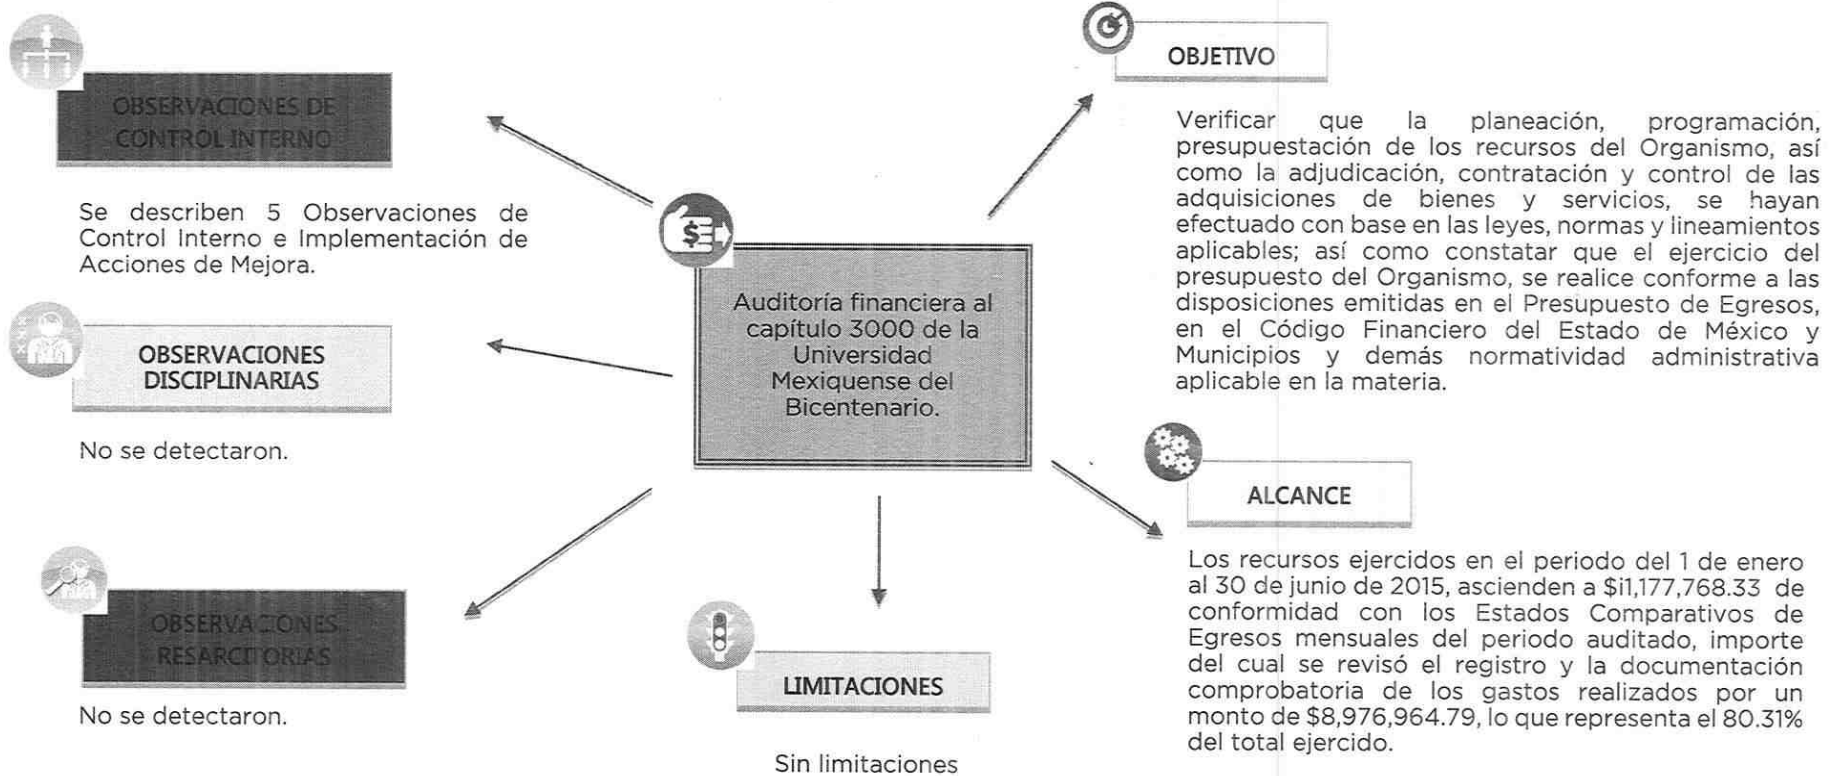 OBSERVACIONES DE
CONTROL INTERNO
Se describen 5 Observaciones de
Control Interno e Implementación de
Acciones de Mejora.
OBSERVACIONES
DISCIPLINARIAS
No se detectaron.
OBSERVACIONES
RESARCITORIAS
No se detectaron.
Auditoría financiera al
capítulo 3000 de la
Universidad
Mexiquense del
Bicentenario.
LIMITACIONES
Sin limitaciones
OBJETIVO
Verificar que la planeación, programación,
presupuestación de los recursos del Organismo, así
como la adjudicación, contratación y control de las
adquisiciones de bienes y servicios, se hayan
efectuado con base en las leyes, normas y lineamientos
aplicables; así como constatar que el ejercicio del
presupuesto del Organismo, se realice conforme a las
disposiciones emitidas en el Presupuesto de Egresos,
en el Código Financiero del Estado de México y
Municipios y demás normatividad administrativa
aplicable en la materia.
ALCANCE
Los recursos ejercidos en el periodo del 1 de enero
al 30 de junio de 2015, ascienden a $i1,177,768.33 de
conformidad con los Estados Comparativos de
Egresos mensuales del periodo auditado, importe
del cual se revisó el registro y la documentación
comprobatoria de los gastos realizados por un
monto de $8,976,964.79, lo que representa el 80.31%
del total ejercido.